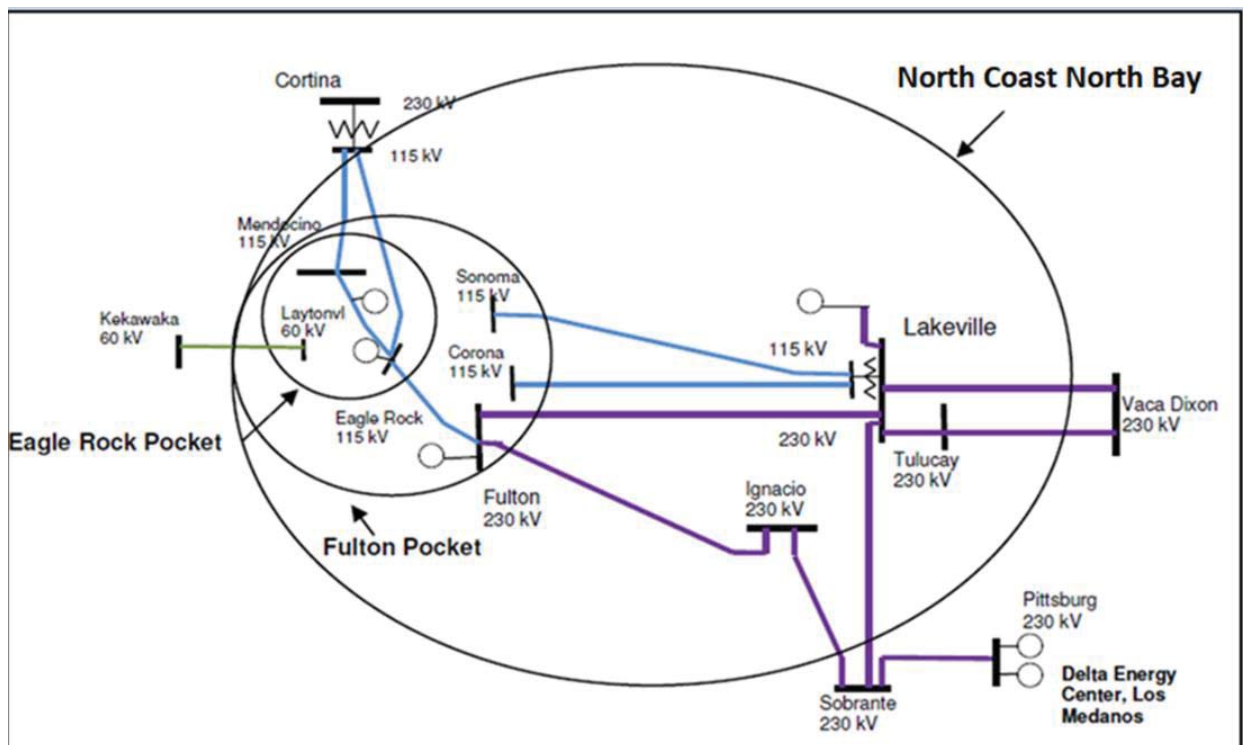 North Coast North Bay
Cortina
230 kV
115 kV
Mendocino
115 kV
Sonoma
115 kV
Laytonvl
60 kV
Kekawaka
60 kV
Lakeville
115 kV
Corona
115 kV
Eagle Rock
115 kV
Vaca Dixon
230 kV
Eagle Rock Pocket
230 kV
Tulucay
230 kV
Fulton
230 kV
Ignacio
230 kV
Fulton Pocket
Pittsburg
230 kV
Delta Energy
Center, Los
Medanos
Sobrante
230 kV